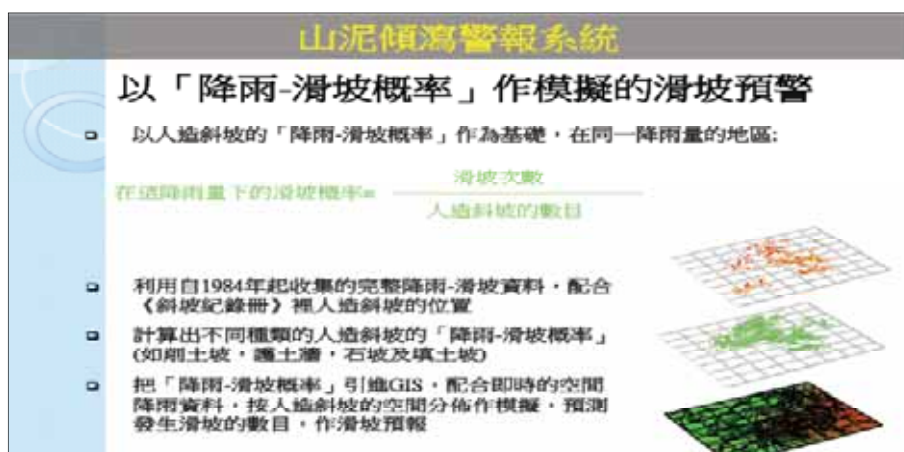 山泥傾瀉警報系統
以「降雨-滑坡概率」作模擬的滑坡預警
以人造斜坡的「降雨-滑坡概率」作為基礎，在同一降雨量的地區:
在這降雨量下的滑坡概率=
滑坡次數
人造斜坡的數目
利用自1984年起收集的完整降雨-滑坡資料，配合
《斜坡紀錄冊》裡人造斜坡的位置
計算出不同種類的人造斜坡的「降雨-滑坡概率」
(如削土坡，護土牆，石坡及填土坡)
把「降雨-滑坡概率」引進GIS，配合即時的空間
降雨資料，按人造斜坡的空間分佈作模擬，預測
發生滑坡的數目，作滑坡預報